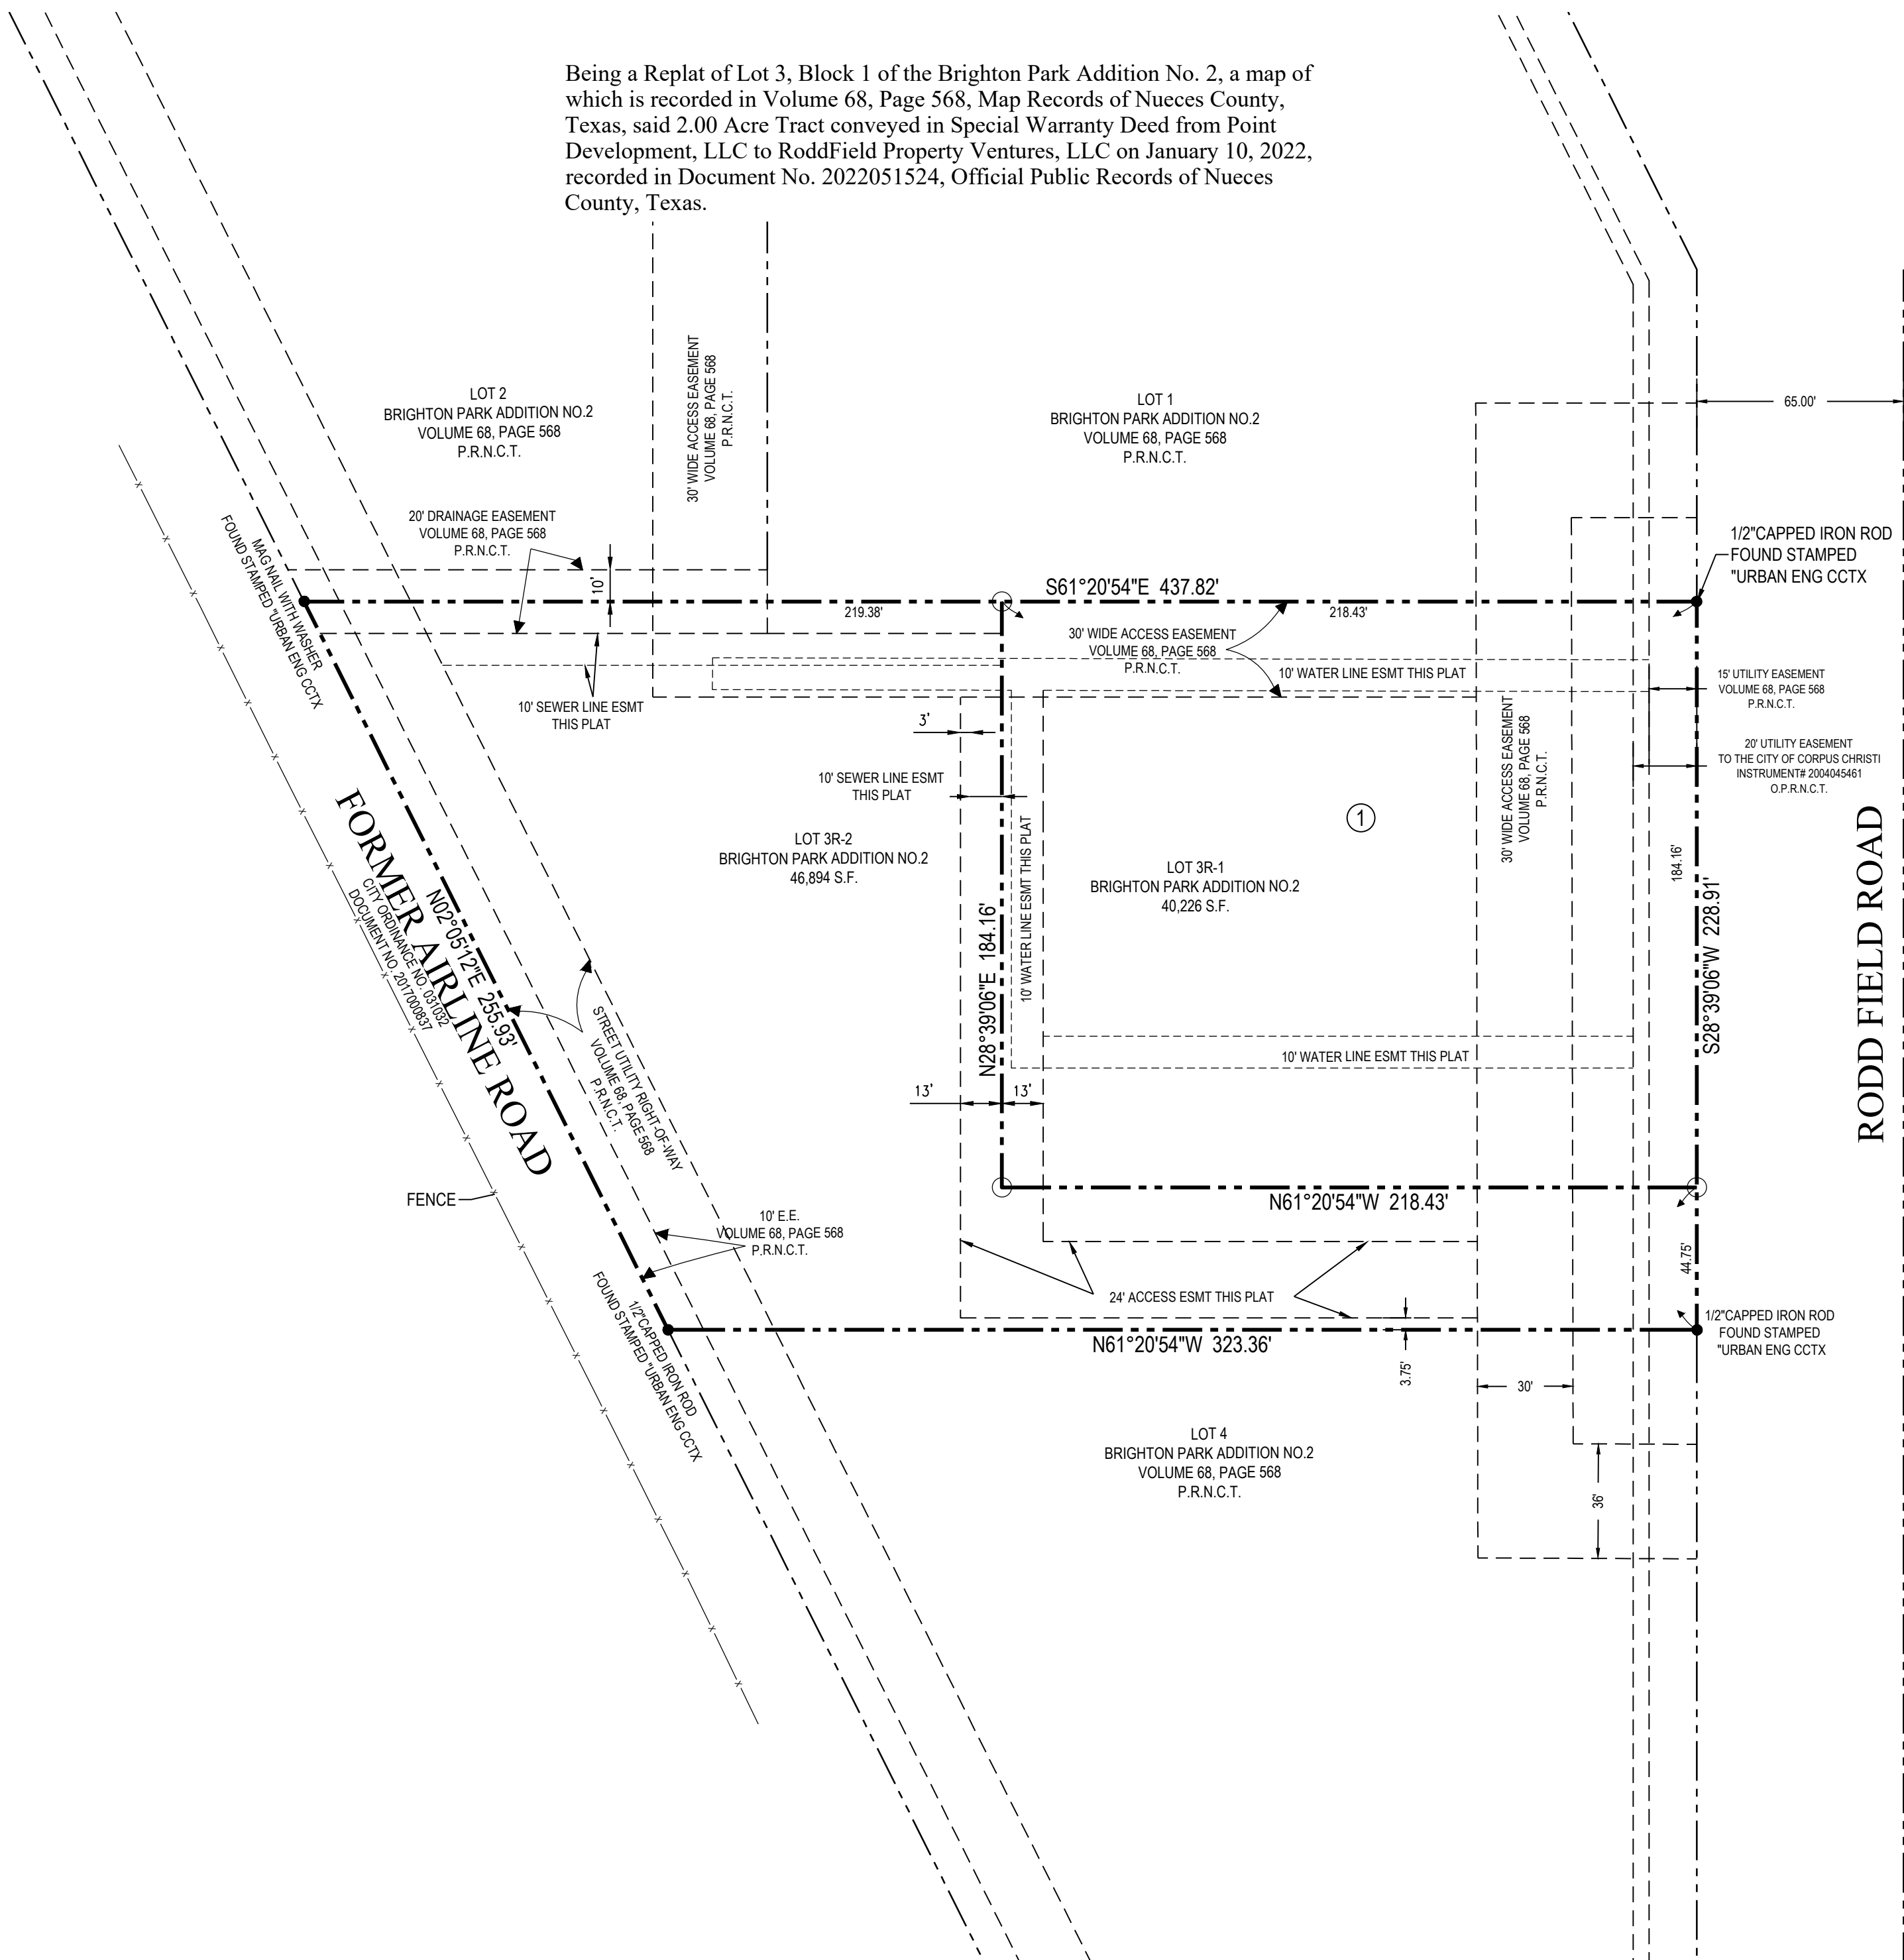 Being a Replat of Lot 3, Block 1 of the Brighton Park Addition No. 2, a map of
which is recorded in Volume 68, Page 568, Map Records of Nueces County,
Texas, said 2.00 Acre Tract conveyed in Special Warranty Deed from Point
Development, LLC to RoddField Property Ventures, LLC on January 10, 2022,
recorded in Document No. 2022051524, Official Public Records of Nueces
County, Texas.
LOT 2
BRIGHTON PARK ADDITION NO.2
VOLUME 68, PAGE 568
P.R.N.C.T.
30' WIDE ACCESS EASEMENT
VOLUME 68, PAGE 568
P.R.N.C.T.
LOT 1
BRIGHTON PARK ADDITION NO.2
VOLUME 68, PAGE 568
P.R.N.C.T.
65.00'
20' DRAINAGE EASEMENT
VOLUME 68, PAGE 568
P.R.N.C.T.
10'
MAG NAIL WITH WASHER
FOUND STAMPED "URBAN ENG CCTX
1/2"CAPPED IRON ROD
FOUND STAMPED
"URBAN ENG CCTX
S61°20'54"E 437.82'
219.38'
218.43'
30' WIDE ACCESS EASEMENT
VOLUME 68, PAGE 568
P.R.N.C.T.
10' WATER LINE ESMT THIS PLAT
15' UTILITY EASEMENT
VOLUME 68, PAGE 568
P.R.N.C.T.
10' SEWER LINE ESMT
THIS PLAT
3'
30' WIDE ACCESS EASEMENT
VOLUME 68, PAGE 568
P.R.N.C.T.
20' UTILITY EASEMENT
TO THE CITY OF CORPUS CHRISTI
INSTRUMENT# 2004045461
O.P.R.N.C.T.
10' SEWER LINE ESMT
THIS PLAT
1
LOT 3R-2
BRIGHTON PARK ADDITION NO.2
46,894 S.F.
10' WATER LINE ESMT THIS PLAT
LOT 3R-1
BRIGHTON PARK ADDITION NO.2
40,226 S.F.
184.16'
S28°39'06"W 228.91'
RODD FIELD ROAD
N28°39'06"E 184.16'
N02°05'12"E 255.93'
FORMER AIRLINE ROAD
CITY ORDINANCE NO. 031032
DOCUMENT NO. 2017000837
STREET UTILITY RIGHT-OF-WAY
VOLUME 68, PAGE 568
P.R.N.C.T.
10' WATER LINE ESMT THIS PLAT
13'
13'
FENCE
N61°20'54"W 218.43'
10' E.E.
VOLUME 68, PAGE 568
P.R.N.C.T.
44.75'
24' ACCESS ESMT THIS PLAT
1/2"CAPPED IRON ROD
FOUND STAMPED "URBAN ENG CCTX
1/2"CAPPED IRON ROD
FOUND STAMPED
"URBAN ENG CCTX
N61°20'54"W 323.36'
3.75'
30'
LOT 4
BRIGHTON PARK ADDITION NO.2
VOLUME 68, PAGE 568
P.R.N.C.T.
36'